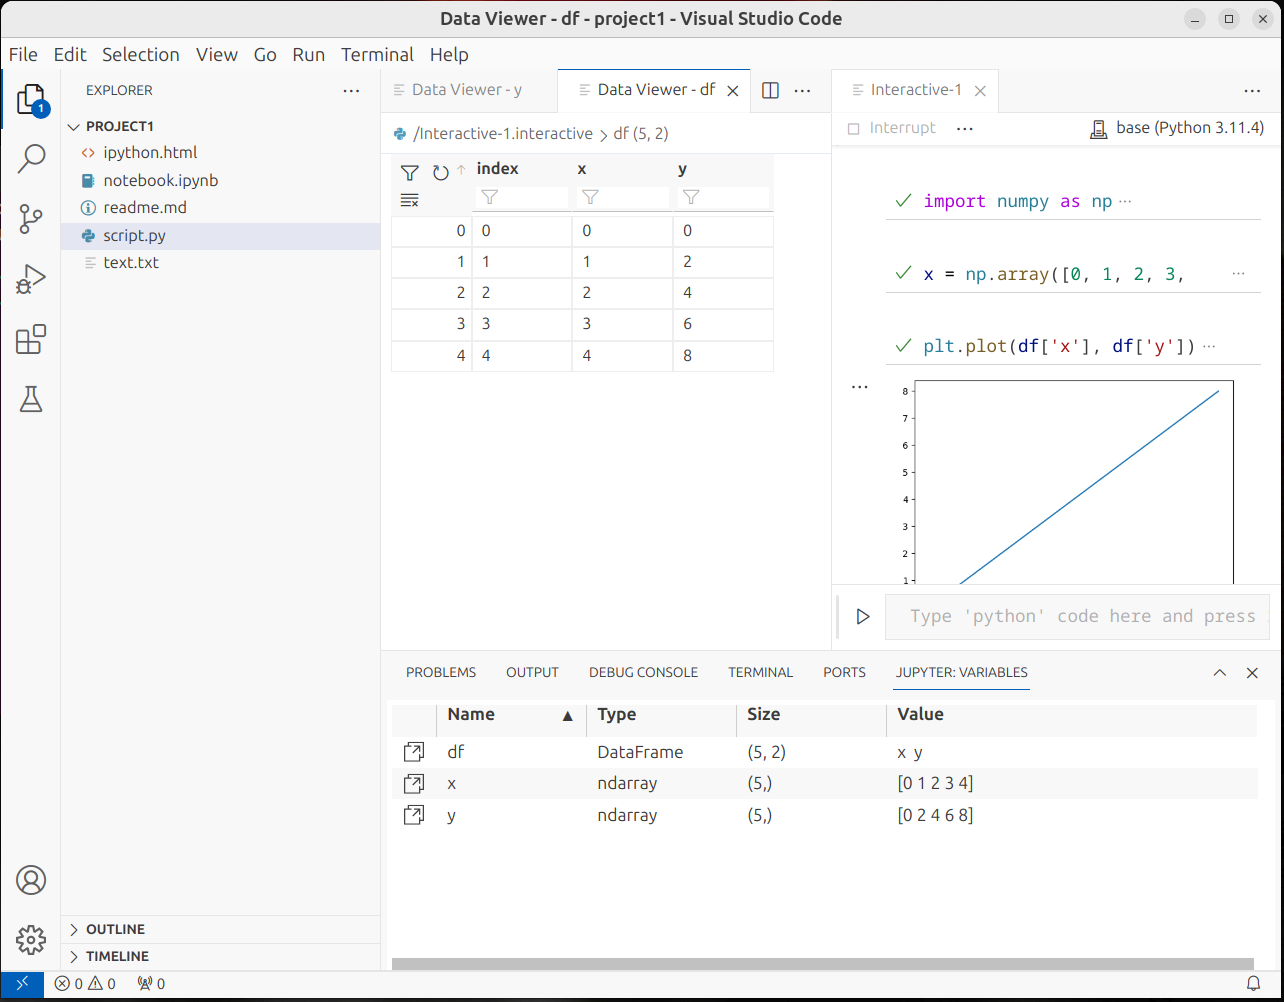 Data Viewer - df - project1 - Visual Studio Code
File Edit Selection View Go Run Terminal Help
1
EXPLORER
PROJECT1
ipython.html
notebook.ipynb
readme.md
script.py
text.txt
OUTLINE
TIMELINE
Data Viewer - y
Data Viewer - df
/Interactive-1.interactive > df (5, 2)
index x y
0 0 0 0
1 1 1 2
2 2 2 4
3 3 3 6
4 4 4 8
Interactive-1
Interrupt ··· base (Python 3.11.4)
import numpy as np ···
x = np.array([0, 1, 2, 3, ···
plt.plot(df['x'], df['y']) ···
8
7
6
5
4
3
2
1
Type 'python' code here and press
PROBLEMS OUTPUT DEBUG CONSOLE TERMINAL PORTS JUPYTER: VARIABLES
Name ▲ Type Size Value
df DataFrame (5, 2) x y
x ndarray (5,) [0 1 2 3 4]
y ndarray (5,) [0 2 4 6 8]
0 0 0